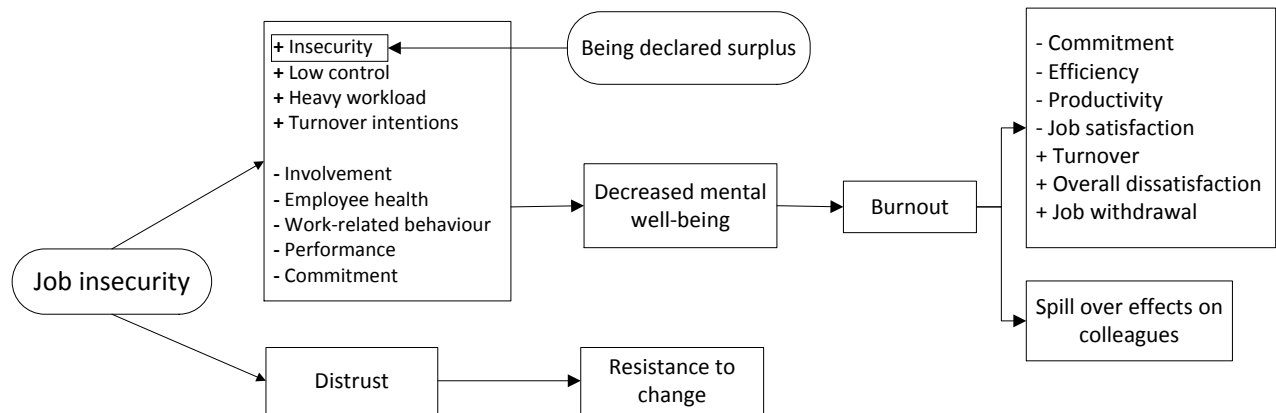 + Insecurity
+ Low control
+ Heavy workload
+ Turnover intentions
- Involvement
- Employee health
- Work-related behaviour
- Performance
- Commitment
Being declared surplus
- Commitment
- Efficiency
- Productivity
- Job satisfaction
+ Turnover
+ Overall dissatisfaction
+ Job withdrawal
Decreased mental
well-being
Burnout
Job insecurity
Spill over effects on
colleagues
Distrust
Resistance to
change